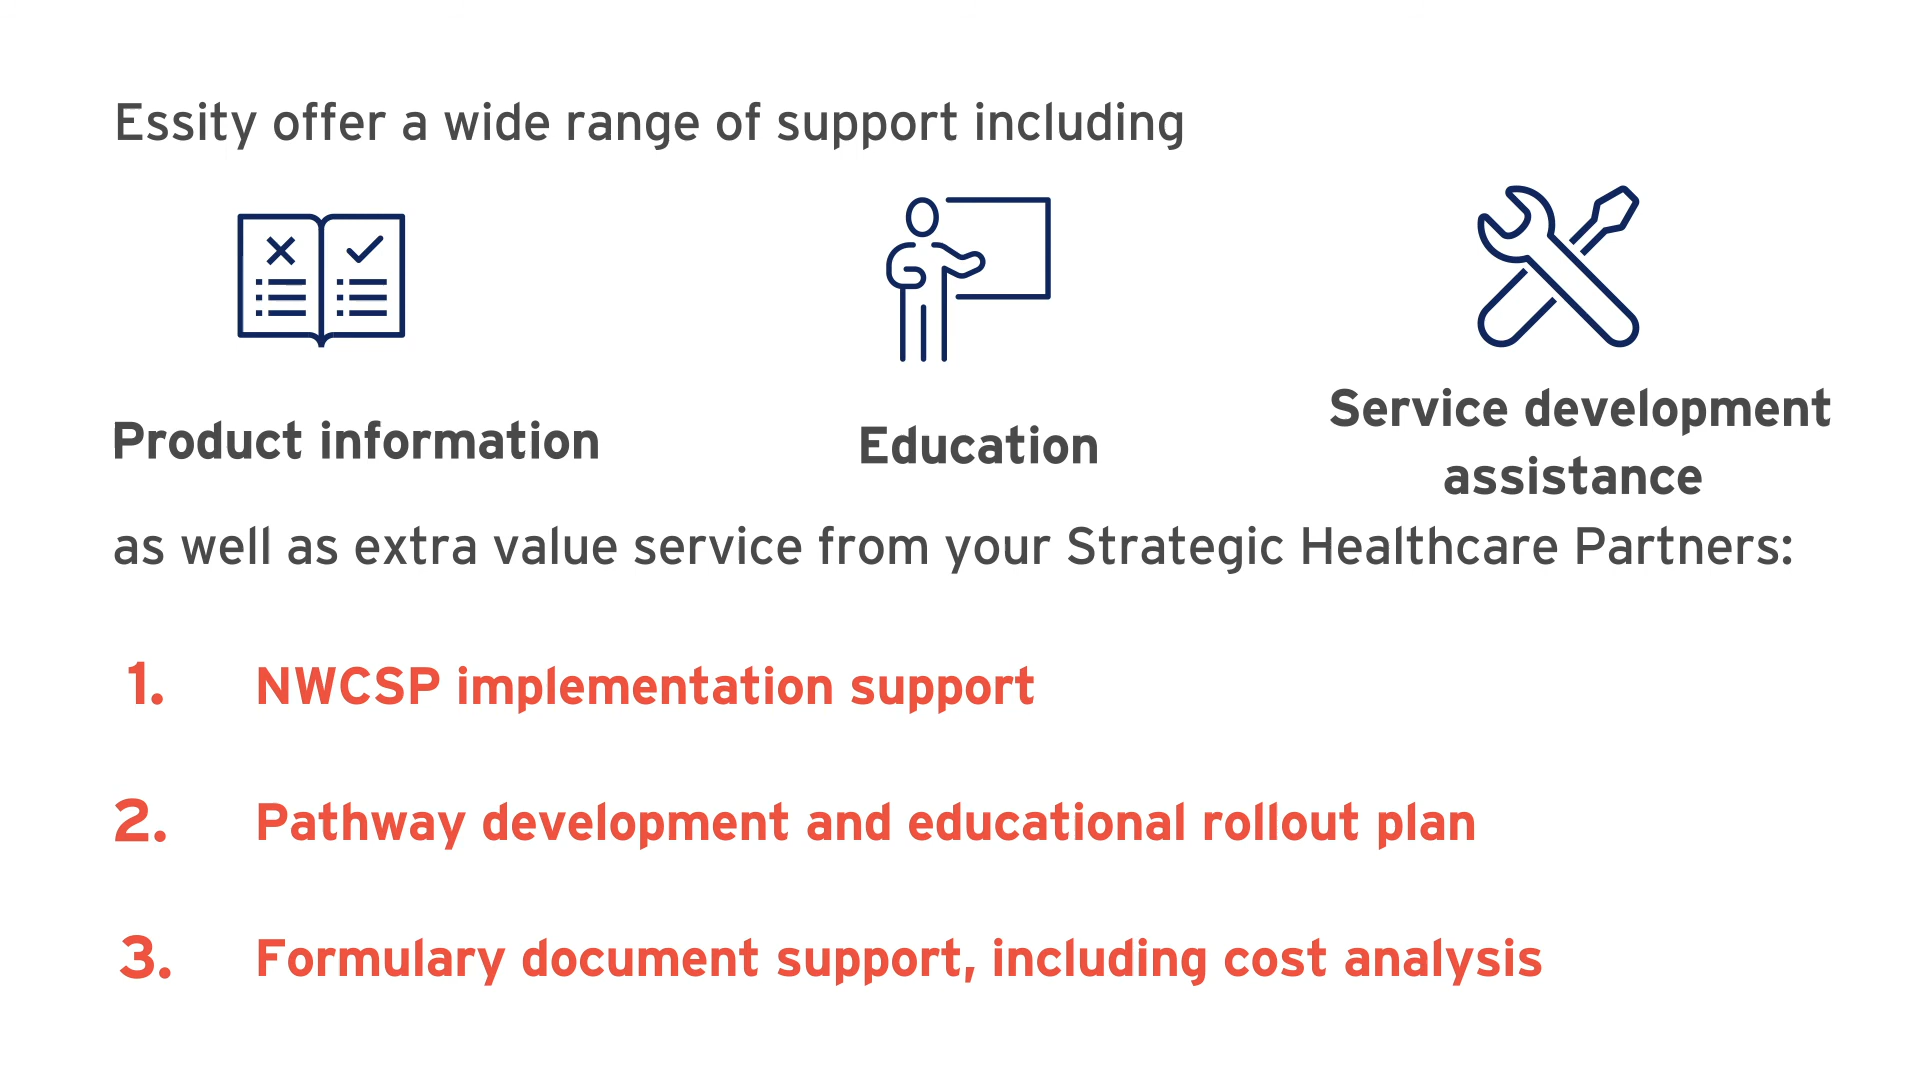 Essity offer a wide range of support including
Product information
Education
Service development
assistance
as well as extra value service from your Strategic Healthcare Partners:
1. NWCSP implementation support
2. Pathway development and educational rollout plan
3. Formulary document support, including cost analysis